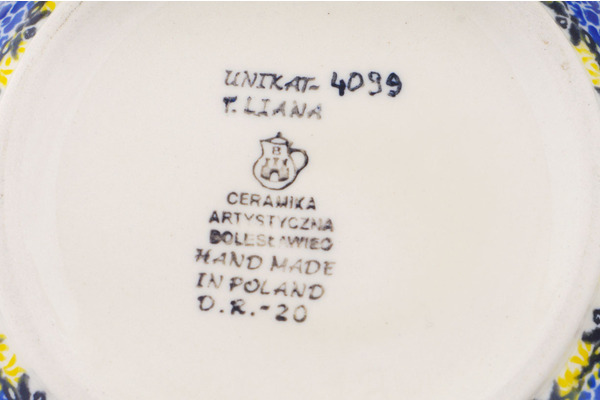 UNIKAT- 4099
T. LIANA
B
CERAMIKA
ARTYSTYCZNA
BOLESŁAWIEC
HAND MADE
IN POLAND
D.R.-20